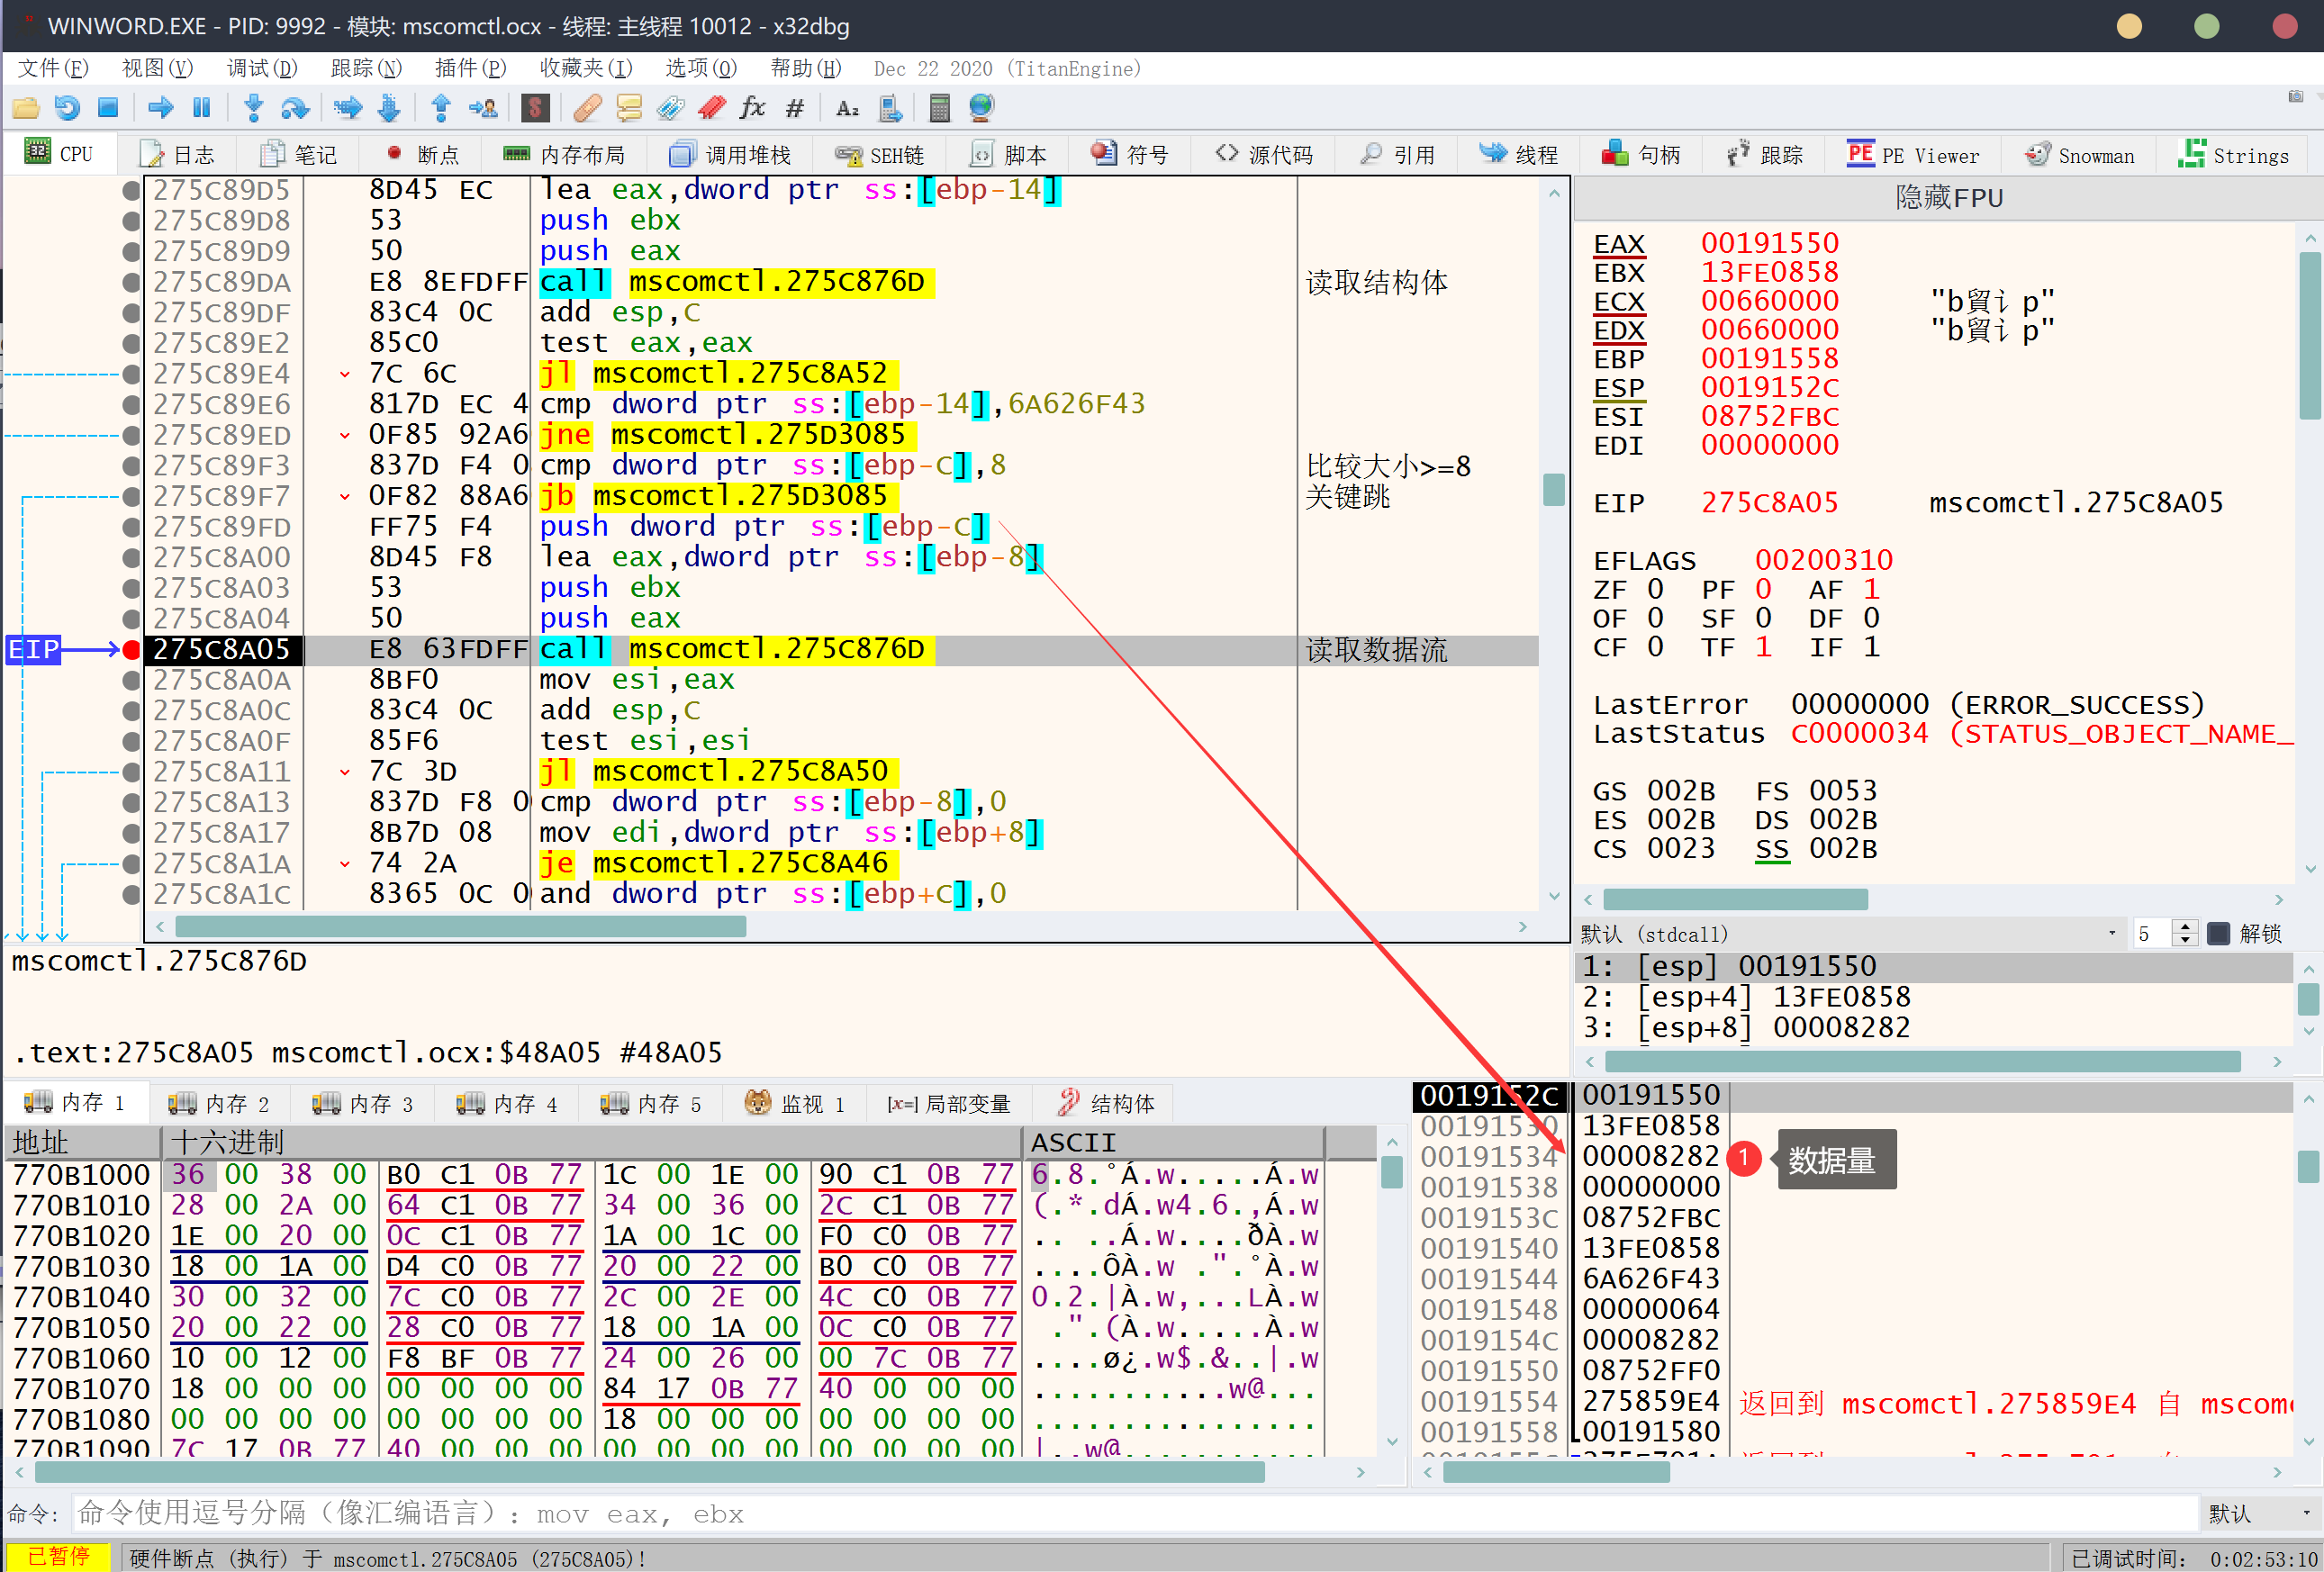 WINWORD.EXE - PID: 9992 - 模块: mscomctl.ocx - 线程: 主线程 10012 - x32dbg
文件(F) 视图(V) 调试(D) 跟踪(N) 插件(P) 收藏夹(I) 选项(O) 帮助(H) Dec 22 2020 (TitanEngine)
CPU 日志 笔记 断点 内存布局 调用堆栈 SEH链 脚本 符号 源代码 引用 线程 句柄 跟踪 PE Viewer Snowman Strings
275C89D5 8D45 EC lea eax,dword ptr ss:[ebp-14]
275C89D8 53 push ebx
275C89D9 50 push eax
275C89DA E8 8EFDFF call mscomctl.275C876D 读取结构体
275C89DF 83C4 0C add esp,C
275C89E2 85C0 test eax,eax
275C89E4 7C 6C jl mscomctl.275C8A52
275C89E6 817D EC 4 cmp dword ptr ss:[ebp-14],6A626F43
275C89ED 0F85 92A6 jne mscomctl.275D3085
275C89F3 837D F4 0 cmp dword ptr ss:[ebp-C],8 比较大小>=8
275C89F7 0F82 88A6 jb mscomctl.275D3085 关键跳
275C89FD FF75 F4 push dword ptr ss:[ebp-C]
275C8A00 8D45 F8 lea eax,dword ptr ss:[ebp-8]
275C8A03 53 push ebx
275C8A04 50 push eax
EIP 275C8A05 E8 63FDFF call mscomctl.275C876D 读取数据流
275C8A0A 8BF0 mov esi,eax
275C8A0C 83C4 0C add esp,C
275C8A0F 85F6 test esi,esi
275C8A11 7C 3D jl mscomctl.275C8A50
275C8A13 837D F8 0 cmp dword ptr ss:[ebp-8],0
275C8A17 8B7D 08 mov edi,dword ptr ss:[ebp+8]
275C8A1A 74 2A je mscomctl.275C8A46
275C8A1C 8365 0C 0 and dword ptr ss:[ebp+C],0
隐藏FPU
EAX 00191550
EBX 13FE0858
ECX 00660000 "b貿讠p"
EDX 00660000 "b貿讠p"
EBP 00191558
ESP 0019152C
ESI 08752FBC
EDI 00000000
EIP 275C8A05 mscomctl.275C8A05
EFLAGS 00200310
ZF 0 PF 0 AF 1
OF 0 SF 0 DF 0
CF 0 TF 1 IF 1
LastError 00000000 (ERROR_SUCCESS)
LastStatus C0000034 (STATUS_OBJECT_NAME_
GS 002B FS 0053
ES 002B DS 002B
CS 0023 SS 002B
默认 (stdcall) 5 解锁
1: [esp] 00191550
2: [esp+4] 13FE0858
3: [esp+8] 00008282
mscomctl.275C876D
.text:275C8A05 mscomctl.ocx:$48A05 #48A05
内存 1 内存 2 内存 3 内存 4 内存 5 监视 1 [x=] 局部变量 结构体
地址 十六进制 ASCII
770B1000 36 00 38 00 B0 C1 0B 77 1C 00 1E 00 90 C1 0B 77 6.8.°Á.w.....Á.w
770B1010 28 00 2A 00 64 C1 0B 77 34 00 36 00 2C C1 0B 77 (.*.dÁ.w4.6.,Á.w
770B1020 1E 00 20 00 0C C1 0B 77 1A 00 1C 00 F0 C0 0B 77 .. ..Á.w....ðÀ.w
770B1030 18 00 1A 00 D4 C0 0B 77 20 00 22 00 B0 C0 0B 77 ....ÔÀ.w .".°À.w
770B1040 30 00 32 00 7C C0 0B 77 2C 00 2E 00 4C C0 0B 77 0.2.|À.w,...LÀ.w
770B1050 20 00 22 00 28 C0 0B 77 18 00 1A 00 0C C0 0B 77 .".(À.w.....À.w
770B1060 10 00 12 00 F8 BF 0B 77 24 00 26 00 00 7C 0B 77 ....ø¿.w$.&..|.w
770B1070 18 00 00 00 00 00 00 00 84 17 0B 77 40 00 00 00 ...........w@...
770B1080 00 00 00 00 00 00 00 00 18 00 00 00 00 00 00 00 ................
770B1090 7C 17 0B 77 40 00 00 00 00 00 00 00 00 00 00 00 |..w@...........
0019152C 00191550
00191530 13FE0858
00191534 00008282 1 数据量
00191538 00000000
0019153C 08752FBC
00191540 13FE0858
00191544 6A626F43
00191548 00000064
0019154C 00008282
00191550 08752FF0
00191554 275859E4 返回到 mscomctl.275859E4 自 mscom
00191558 00191580
命令: 命令使用逗号分隔（像汇编语言）: mov eax, ebx 默认
已暂停 硬件断点 (执行) 于 mscomctl.275C8A05 (275C8A05)! 已调试时间: 0:02:53:10